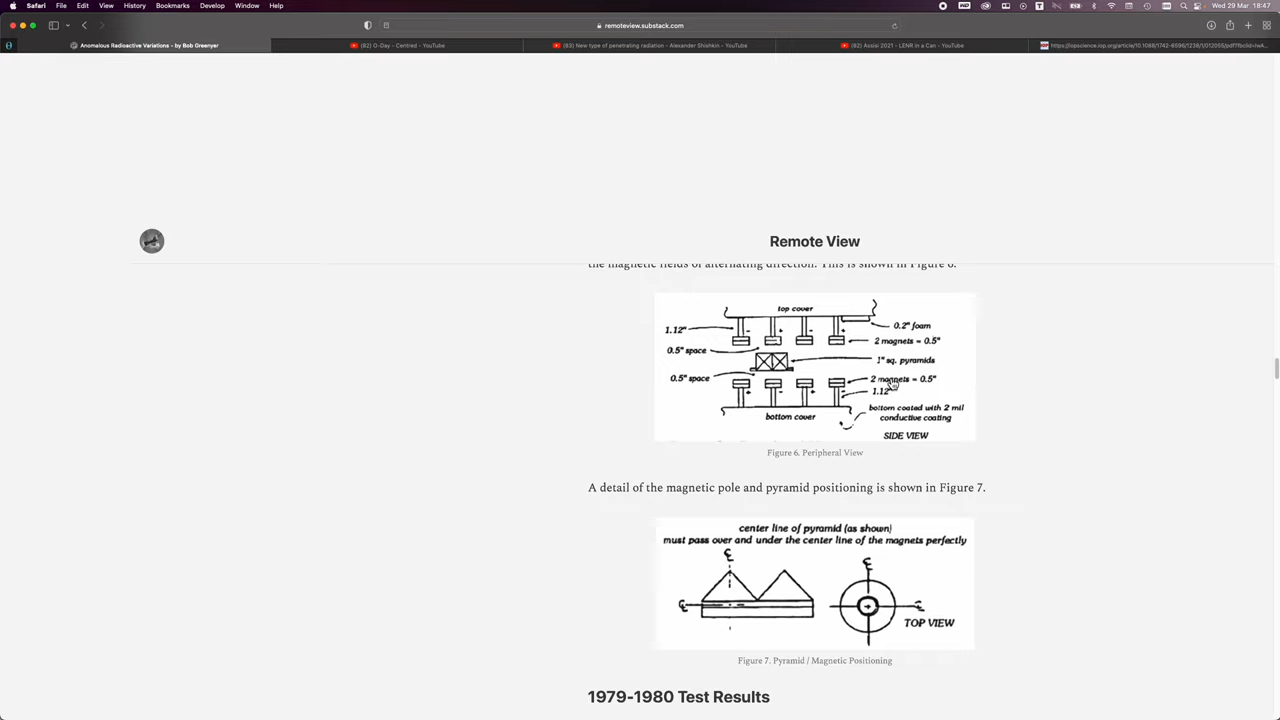 Safari File Edit View History Bookmarks Develop Window Help Wed 29 Mar 18:47
remoteview.substack.com
Anomalous Radioactive Variations - by Bob Greenyer (82) O-Day - Centred - YouTube (83) New type of penetrating radiation - Alexander Shishkin - YouTube (82) Assisi 2021 - LENR in a Can - YouTube
Remote View
the magnetic fields of alternating direction. This is shown in Figure 6.
top cover
1.12"
0.2" foam
2 magnets = 0.5"
0.5" space
1" sq. pyramids
0.5" space
2 magnets = 0.5"
1.12"
bottom coated with 2 mil
conductive coating
bottom cover
SIDE VIEW
Figure 6. Peripheral View
A detail of the magnetic pole and pyramid positioning is shown in Figure 7.
center line of pyramid (as shown)
must pass over and under the center line of the magnets perfectly
TOP VIEW
Figure 7. Pyramid / Magnetic Positioning
1979-1980 Test Results